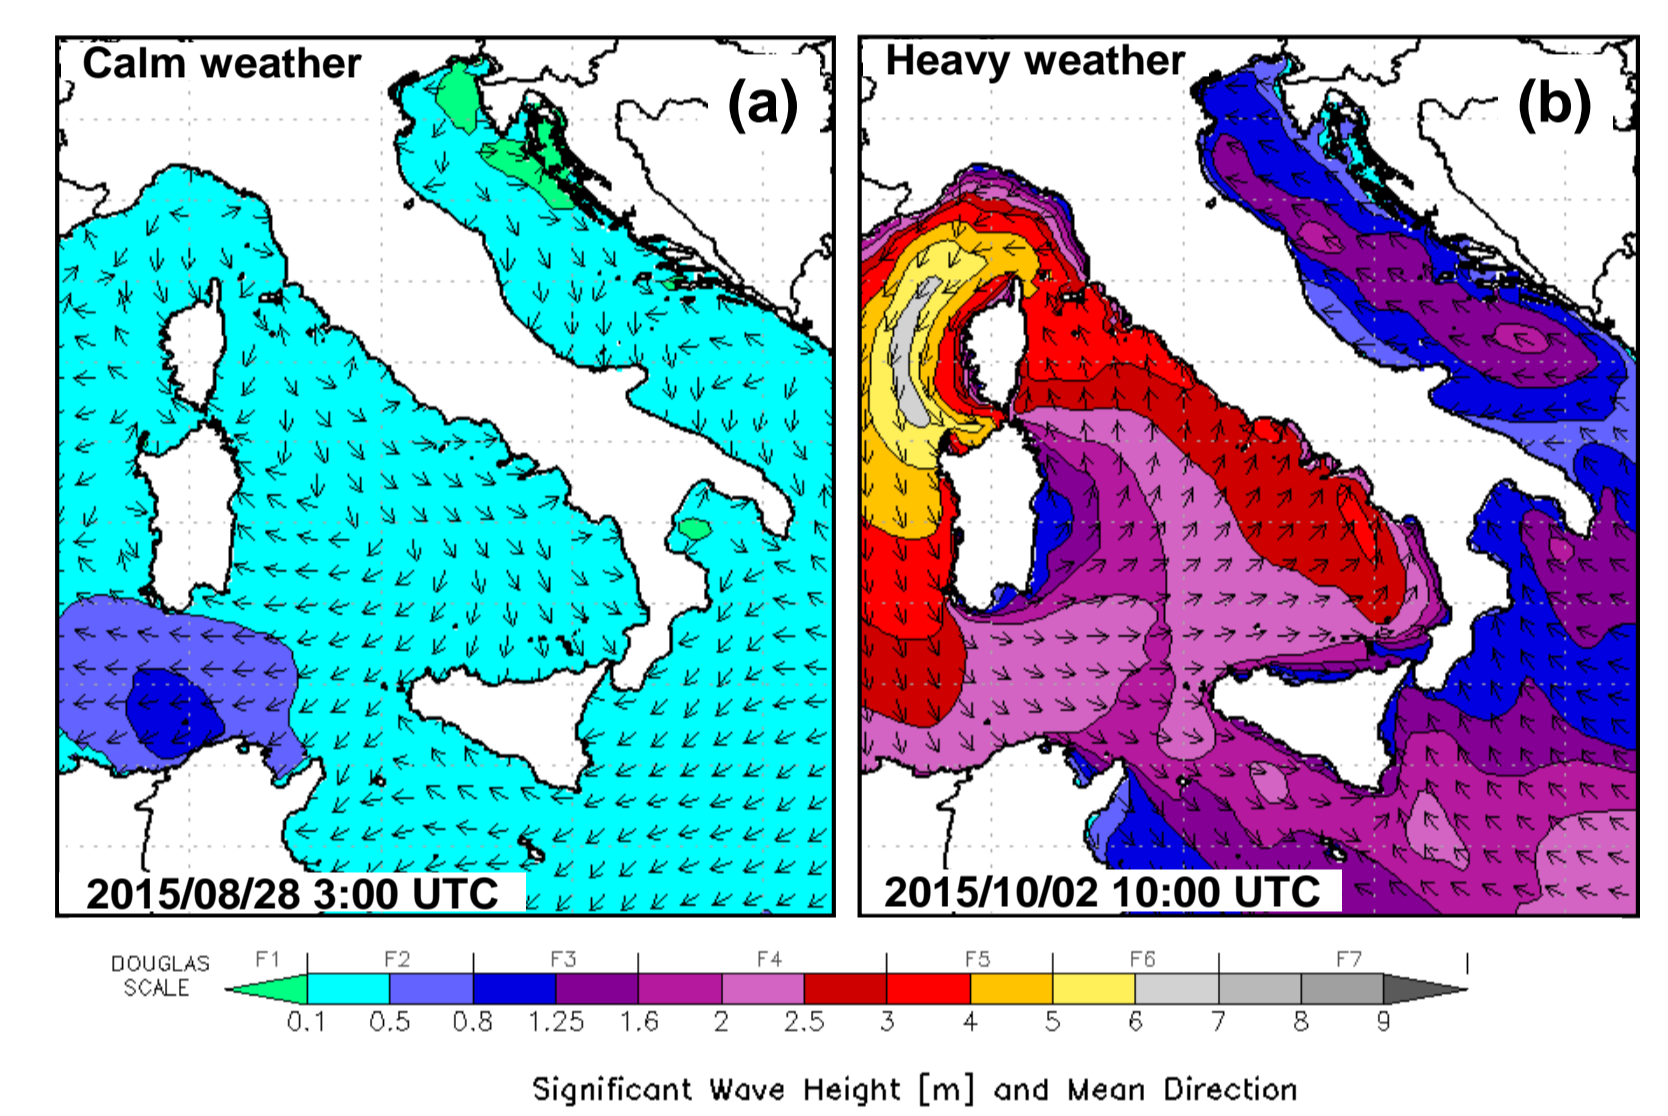 Calm weather
(a)
Heavy weather
(b)
2015/08/28 3:00 UTC
2015/10/02 10:00 UTC
DOUGLAS
SCALE
F1 F2 F3 F4 F5 F6 F7
0.1 0.5 0.8 1.25 1.6 2 2.5 3 4 5 6 7 8 9
Significant Wave Height [m] and Mean Direction